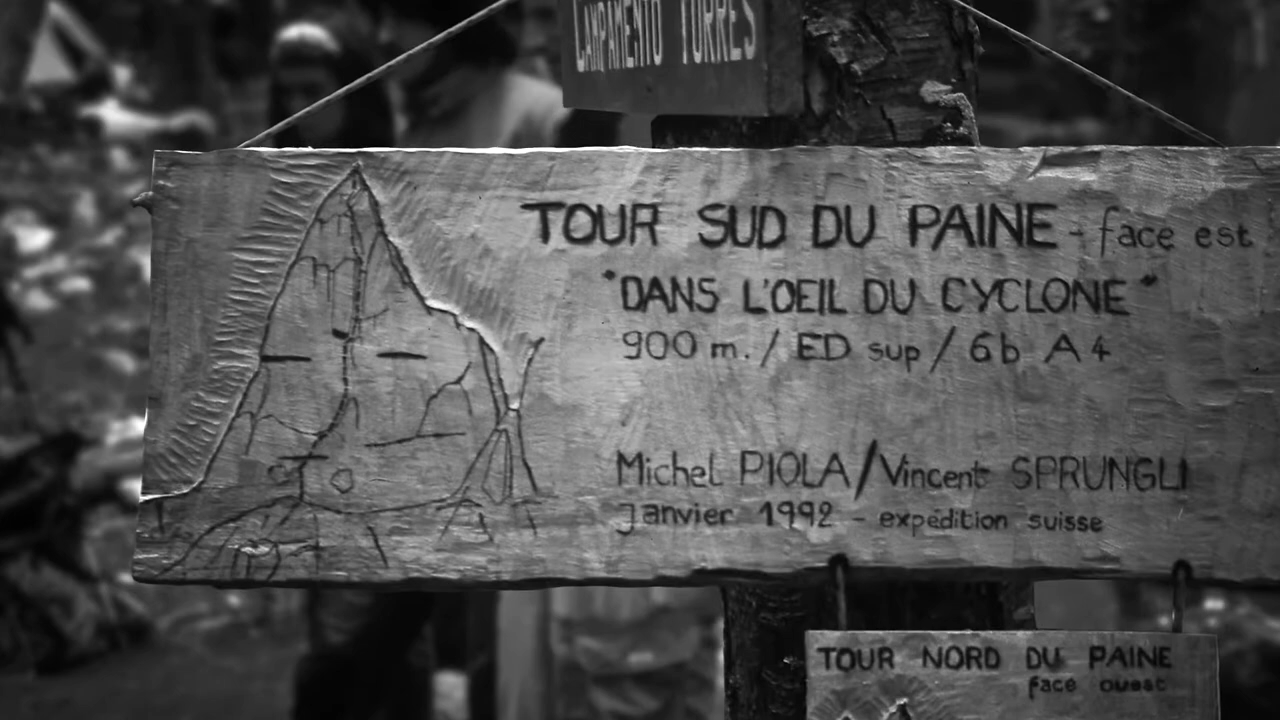 CAMPAMENTO TORRES
TOUR SUD DU PAINE - face est
"DANS L'OEIL DU CYCLONE"
900 m. / ED sup / 6b A4
Michel PIOLA / Vincent SPRUNGLI
Janvier 1992 - expédition suisse
TOUR NORD DU PAINE
face ouest